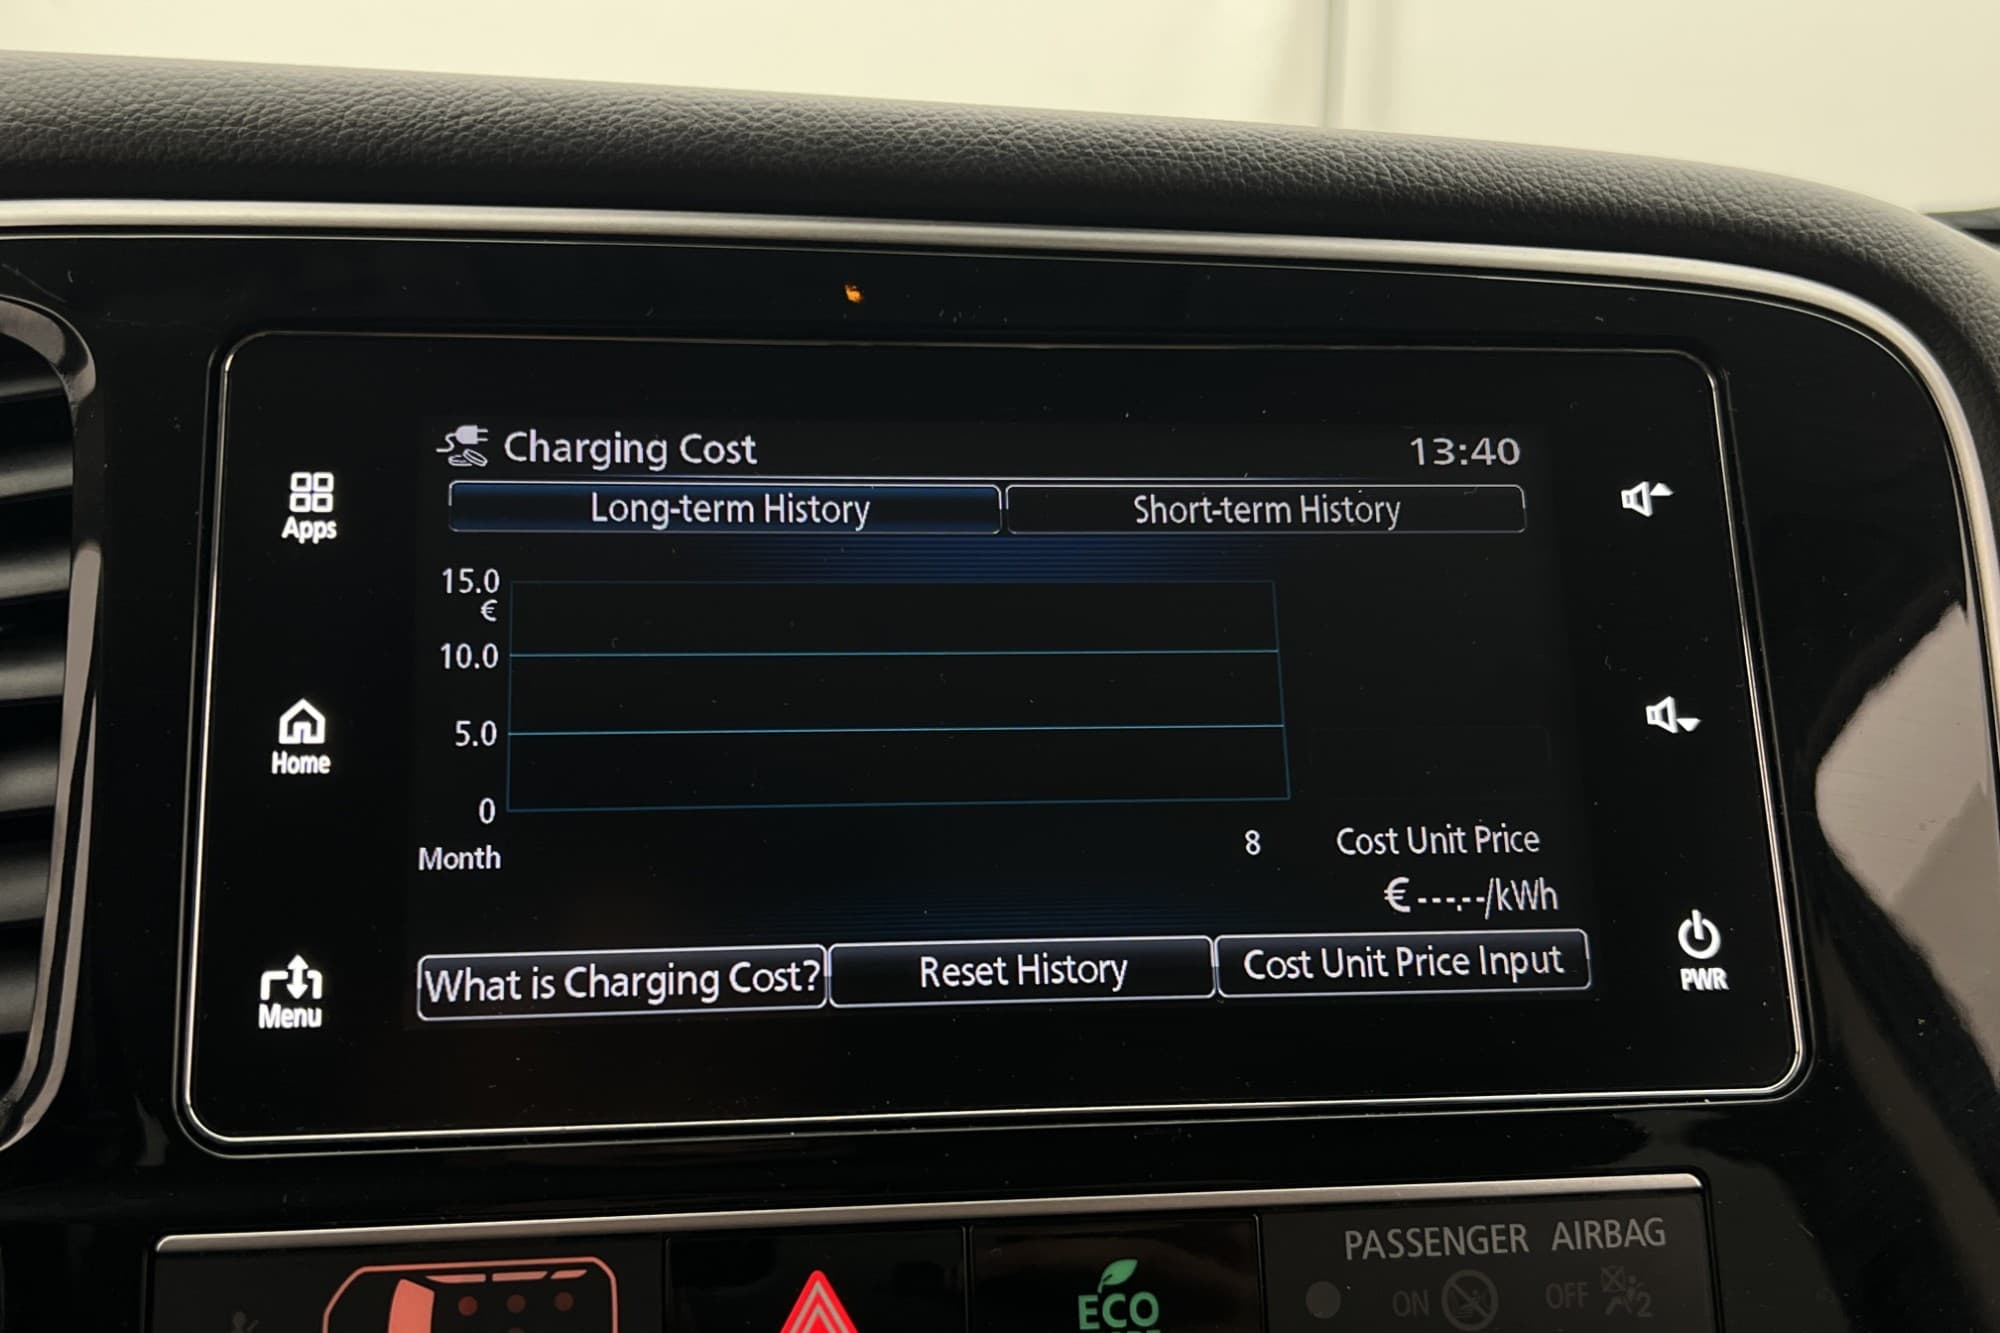 Charging Cost
13:40
Long-term History
Short-term History
Apps
15.0
€
10.0
5.0
0
Home
Month
8
Cost Unit Price
€---.--/kWh
What is Charging Cost?
Reset History
Cost Unit Price Input
Menu
PWR
PASSENGER AIRBAG
ON
OFF
2
ECO